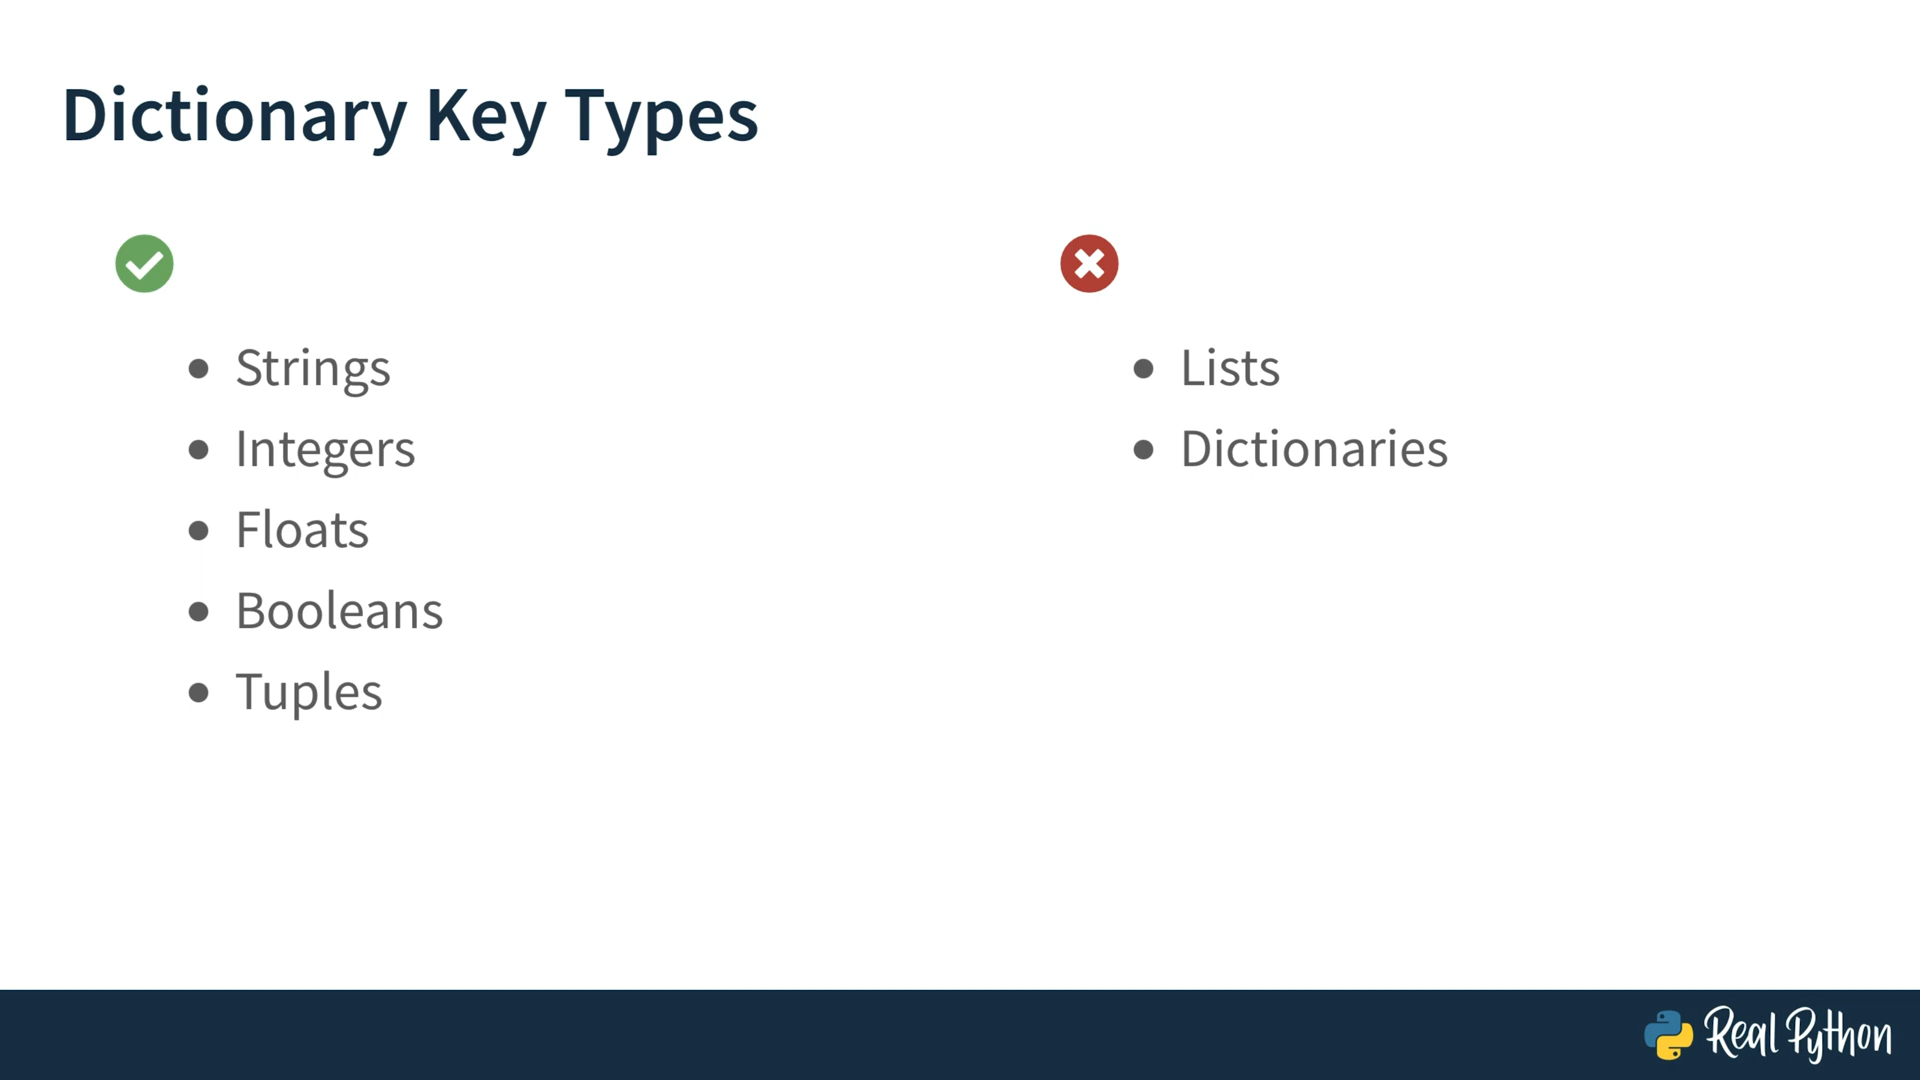 Dictionary Key Types
Strings
Integers
Floats
Booleans
Tuples
Lists
Dictionaries
Real Python